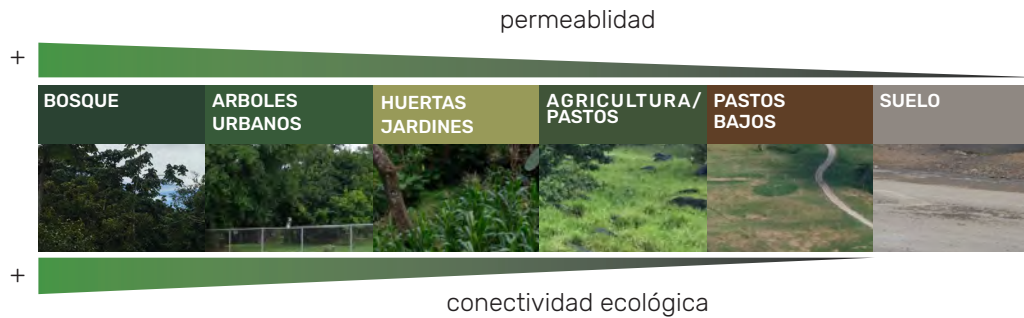 permeablidad
+
BOSQUE
ARBOLES
URBANOS
HUERTAS
JARDINES
AGRICULTURA/
PASTOS
PASTOS
BAJOS
SUELO
+
conectividad ecológica